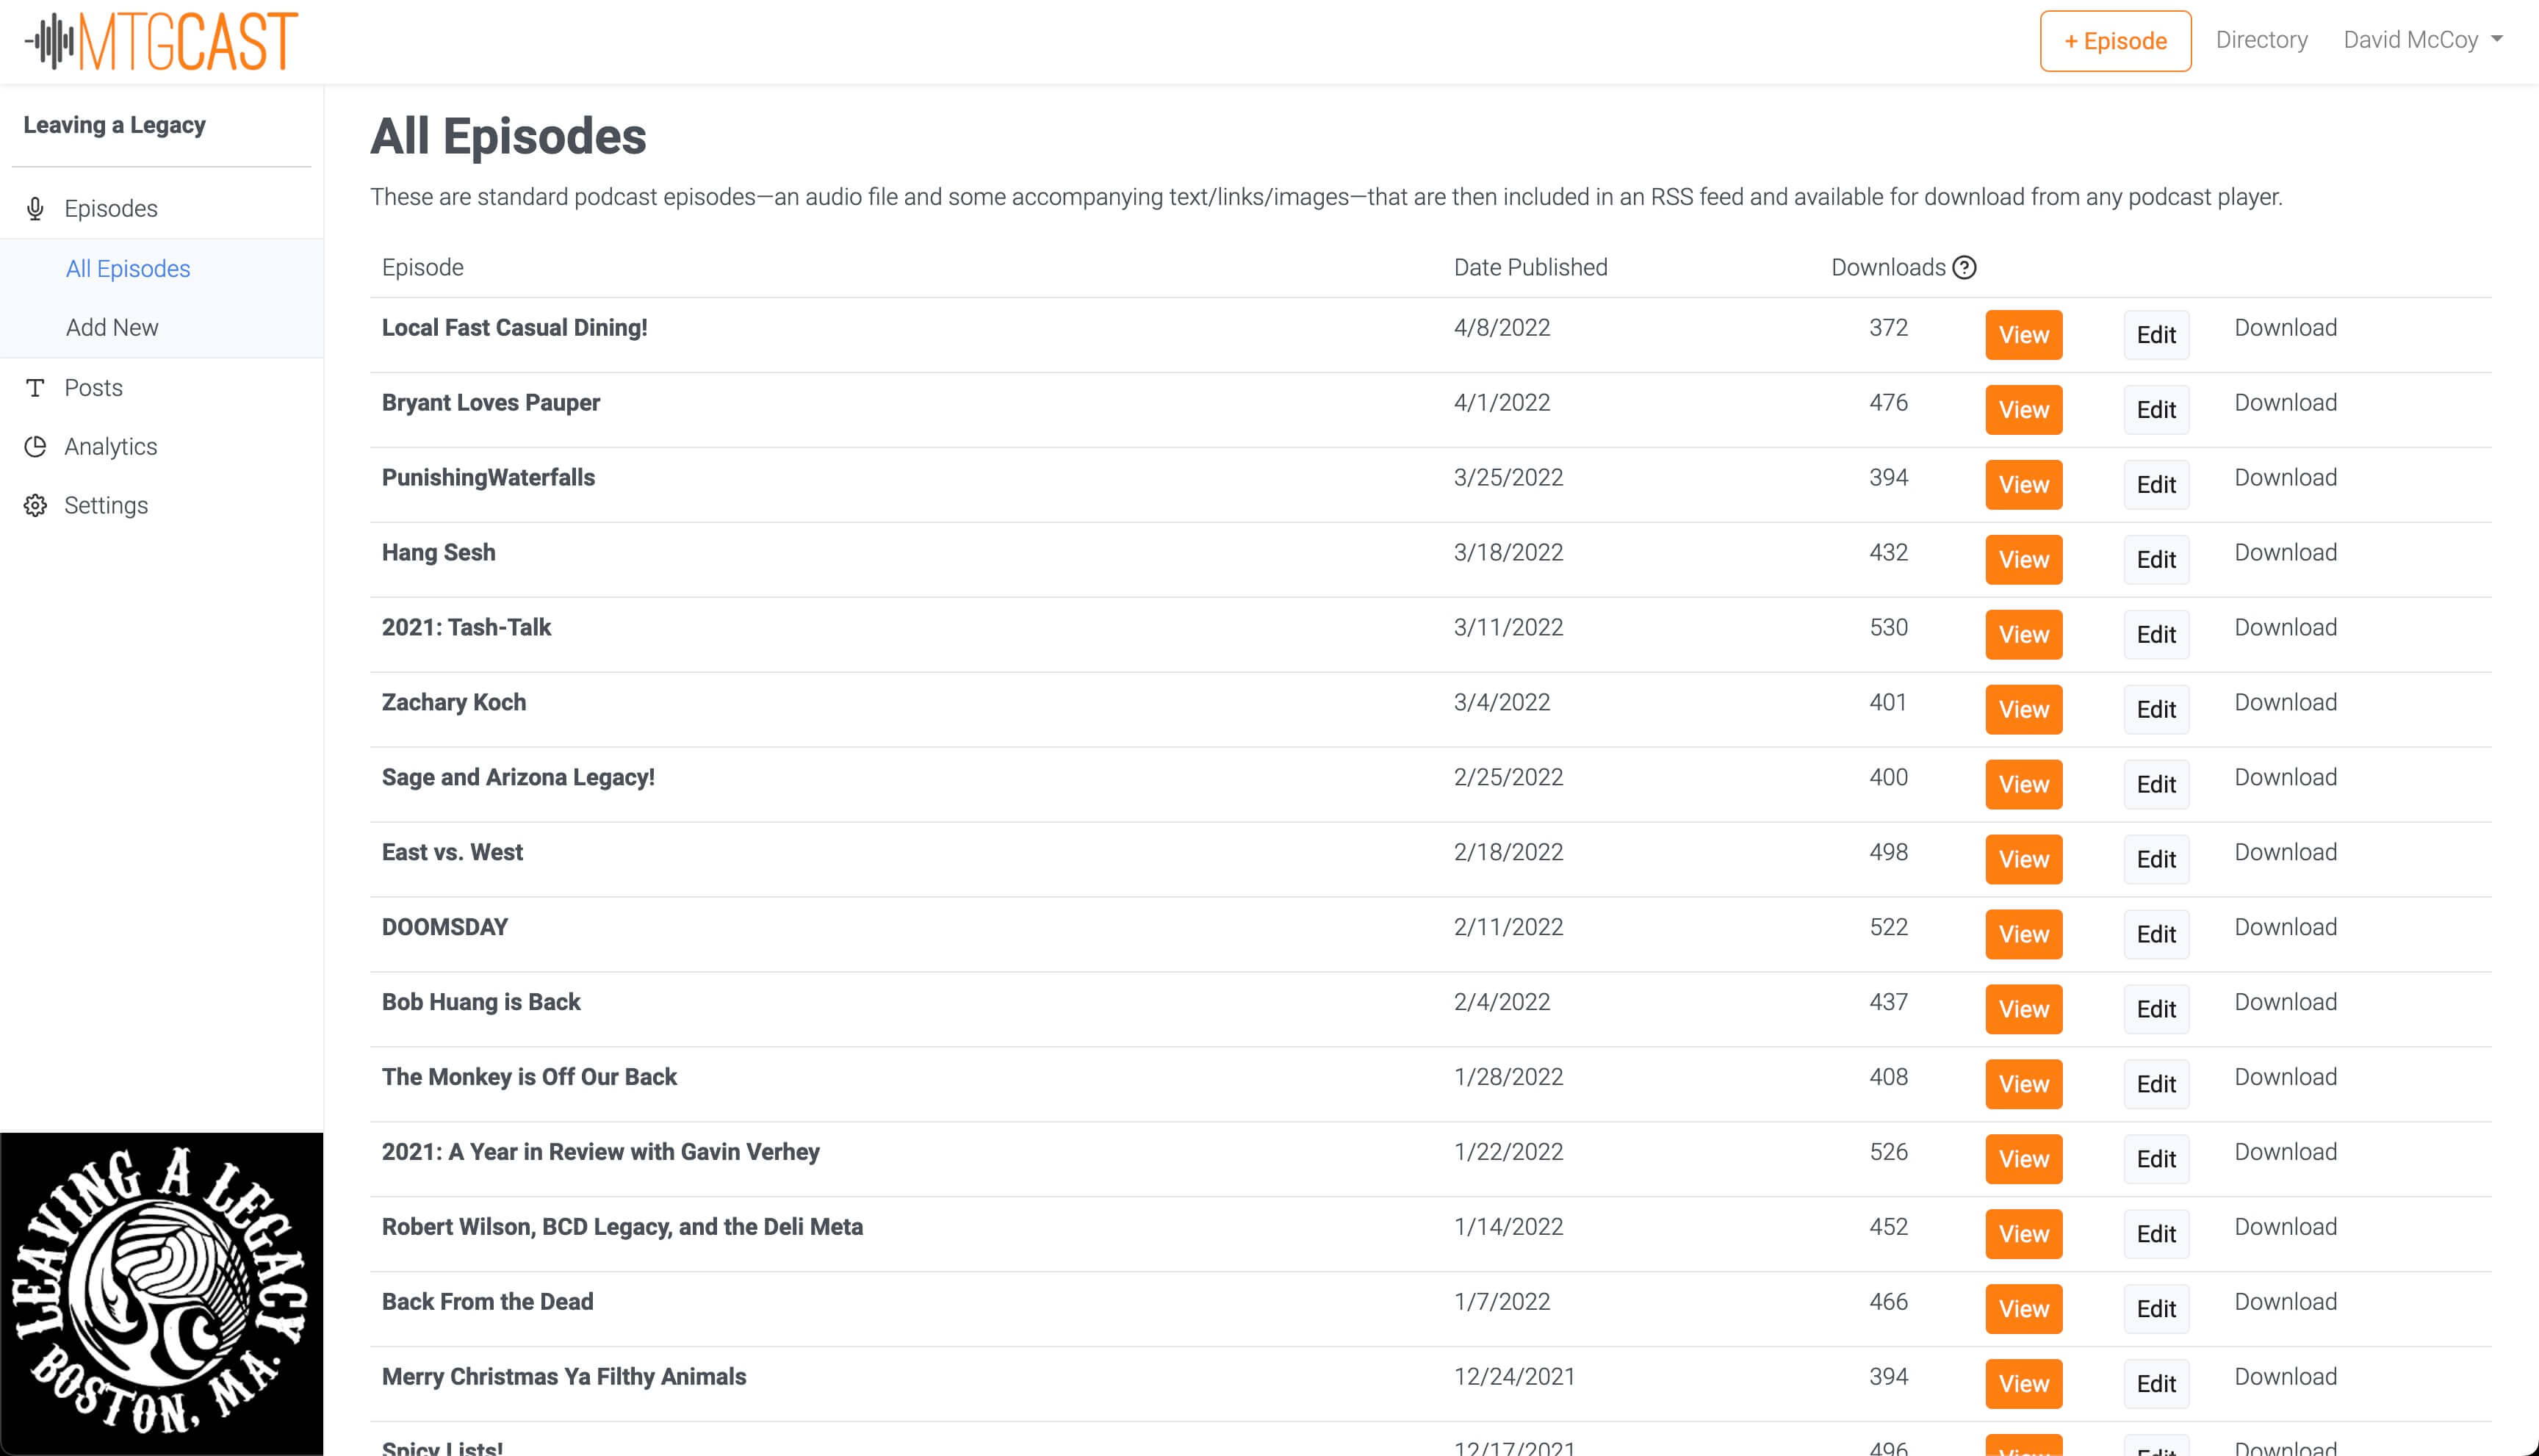 MTGCAST
+ Episode Directory David McCoy
Leaving a Legacy
Episodes
All Episodes
Add New
Posts
Analytics
Settings
LEAVING A LEGACY
BOSTON, MA.
All Episodes
These are standard podcast episodes—an audio file and some accompanying text/links/images—that are then included in an RSS feed and available for download from any podcast player.
Episode Date Published Downloads ?
Local Fast Casual Dining! 4/8/2022 372 View Edit Download
Bryant Loves Pauper 4/1/2022 476 View Edit Download
PunishingWaterfalls 3/25/2022 394 View Edit Download
Hang Sesh 3/18/2022 432 View Edit Download
2021: Tash-Talk 3/11/2022 530 View Edit Download
Zachary Koch 3/4/2022 401 View Edit Download
Sage and Arizona Legacy! 2/25/2022 400 View Edit Download
East vs. West 2/18/2022 498 View Edit Download
DOOMSDAY 2/11/2022 522 View Edit Download
Bob Huang is Back 2/4/2022 437 View Edit Download
The Monkey is Off Our Back 1/28/2022 408 View Edit Download
2021: A Year in Review with Gavin Verhey 1/22/2022 526 View Edit Download
Robert Wilson, BCD Legacy, and the Deli Meta 1/14/2022 452 View Edit Download
Back From the Dead 1/7/2022 466 View Edit Download
Merry Christmas Ya Filthy Animals 12/24/2021 394 View Edit Download
Spicy Lists! 12/17/2021 496 View Edit Download